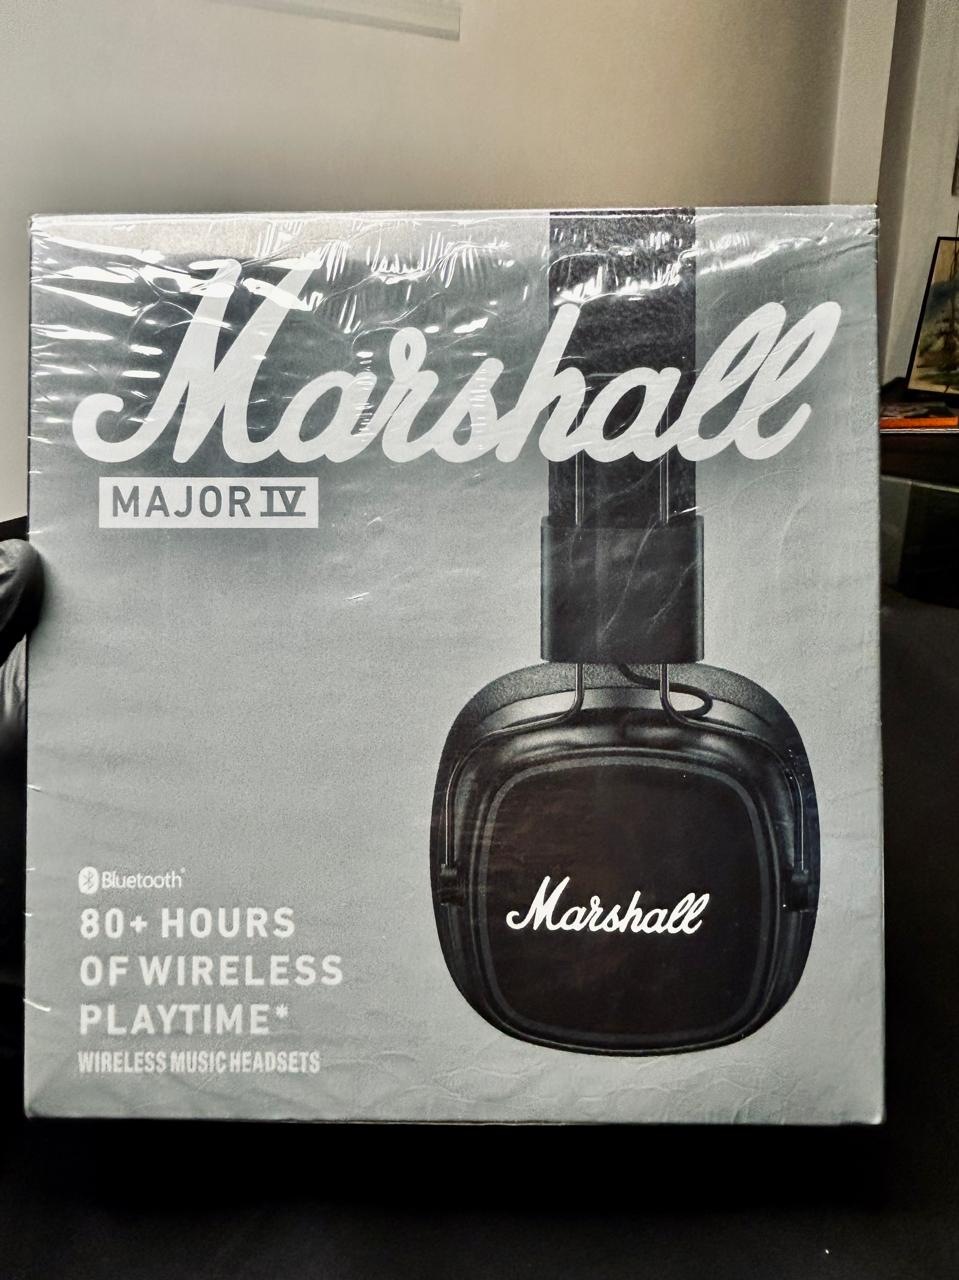 Marshall
MAJOR IV
Bluetooth®
80+ HOURS
OF WIRELESS
PLAYTIME*
WIRELESS MUSIC HEADSETS
Marshall